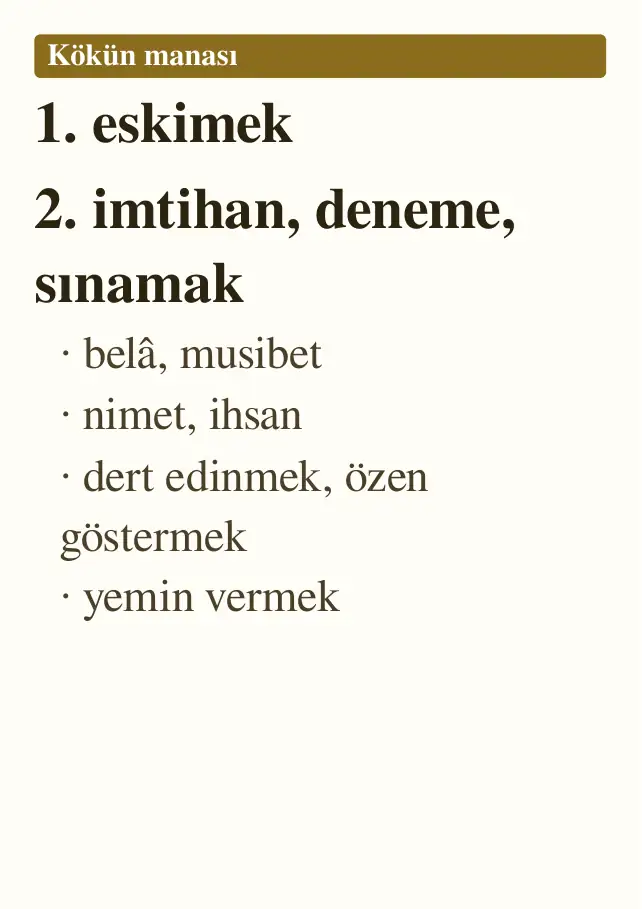 Kökün manası
1. eskimek
2. imtihan, deneme,
sınamak
· belâ, musibet
· nimet, ihsan
· dert edinmek, özen
göstermek
· yemin vermek